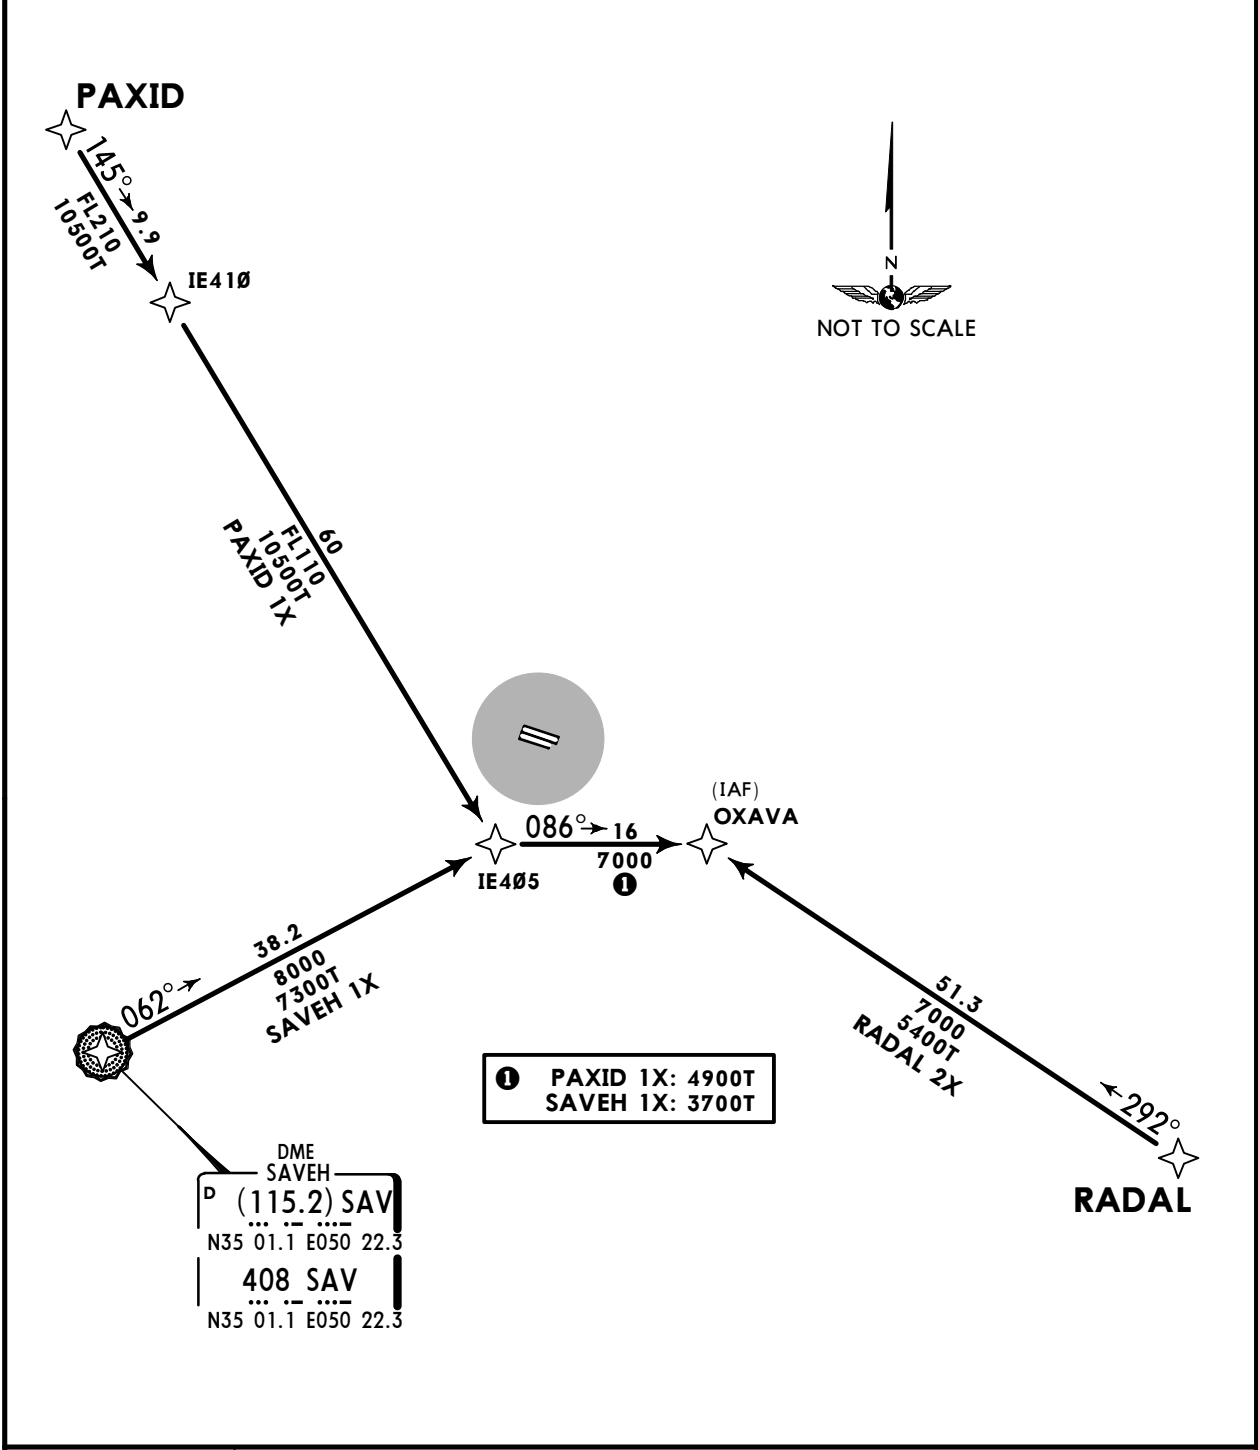 PAXID
145°
9.9
FL210
10500T
IE410
N
NOT TO SCALE
60
FL110
10500T
PAXID 1X
(IAF)
OXAVA
086°
16
7000
1
IE405
38.2
8000
7300T
SAVEH 1X
062°
51.3
7000
5400T
RADAL 2X
292°
RADAL
1 PAXID 1X: 4900T
SAVEH 1X: 3700T
DME
SAVEH
D (115.2) SAV
N35 01.1 E050 22.3
408 SAV
N35 01.1 E050 22.3